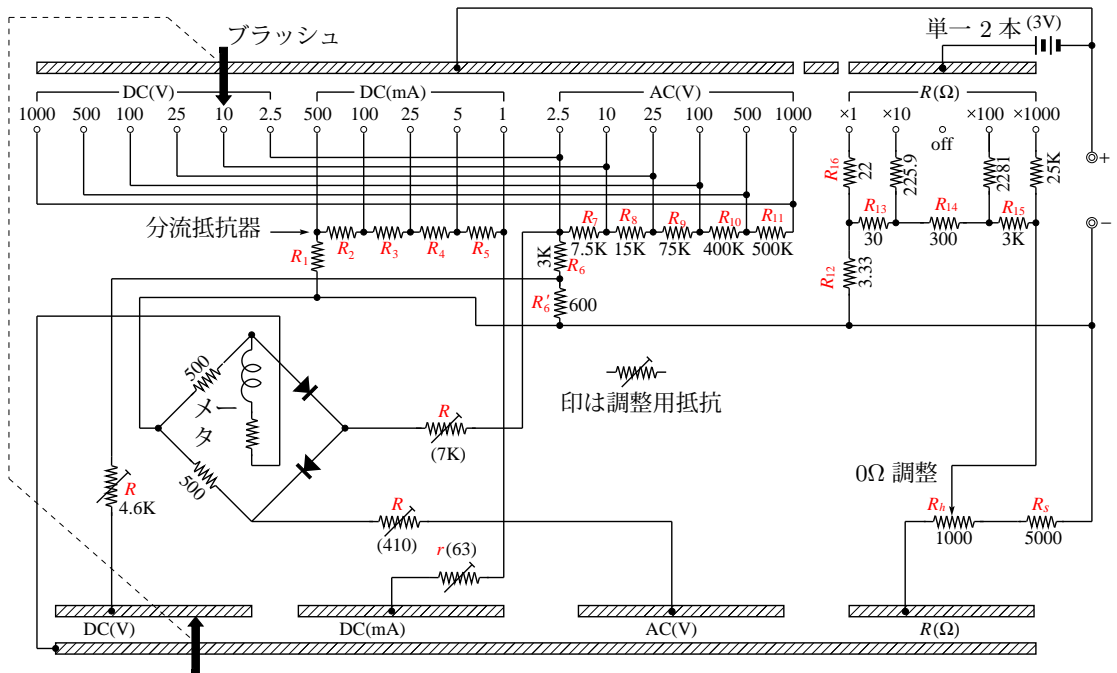 ブラッシュ
単一 2 本 (3V)
DC(V) DC(mA) AC(V) R(Ω)
1000 500 100 25 10 2.5 500 100 25 5 1 2.5 10 25 100 500 1000 ×1 ×10 off ×100 ×1000
+
R16 22 225.9 2281 25K
−
分流抵抗器
R2 R3 R4 R5 R7 R8 R9 R10 R11 R13 R14 R15
7.5K 15K 75K 400K 500K 30 300 3K
R1 3K R6 R12 3.33
R′6 600
500
メータ
印は調整用抵抗
R
(7K)
500
R
4.6K
0Ω 調整
R
(410)
Rh Rs
1000 5000
r(63)
DC(V) DC(mA) AC(V) R(Ω)